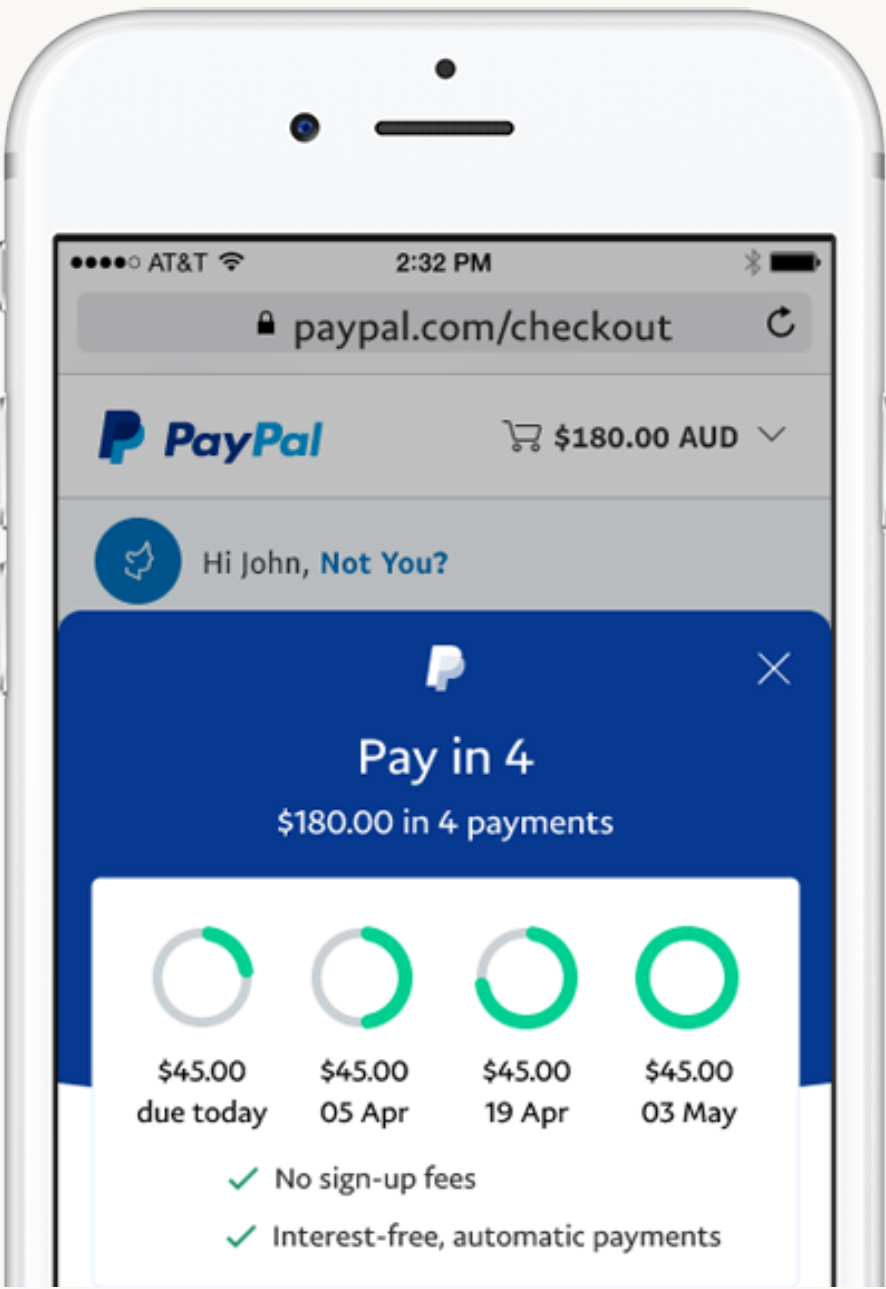 AT&T 2:32 PM
paypal.com/checkout
PayPal $180.00 AUD
Hi John, Not You?
Pay in 4
$180.00 in 4 payments
$45.00 $45.00 $45.00 $45.00
due today 05 Apr 19 Apr 03 May
No sign-up fees
Interest-free, automatic payments